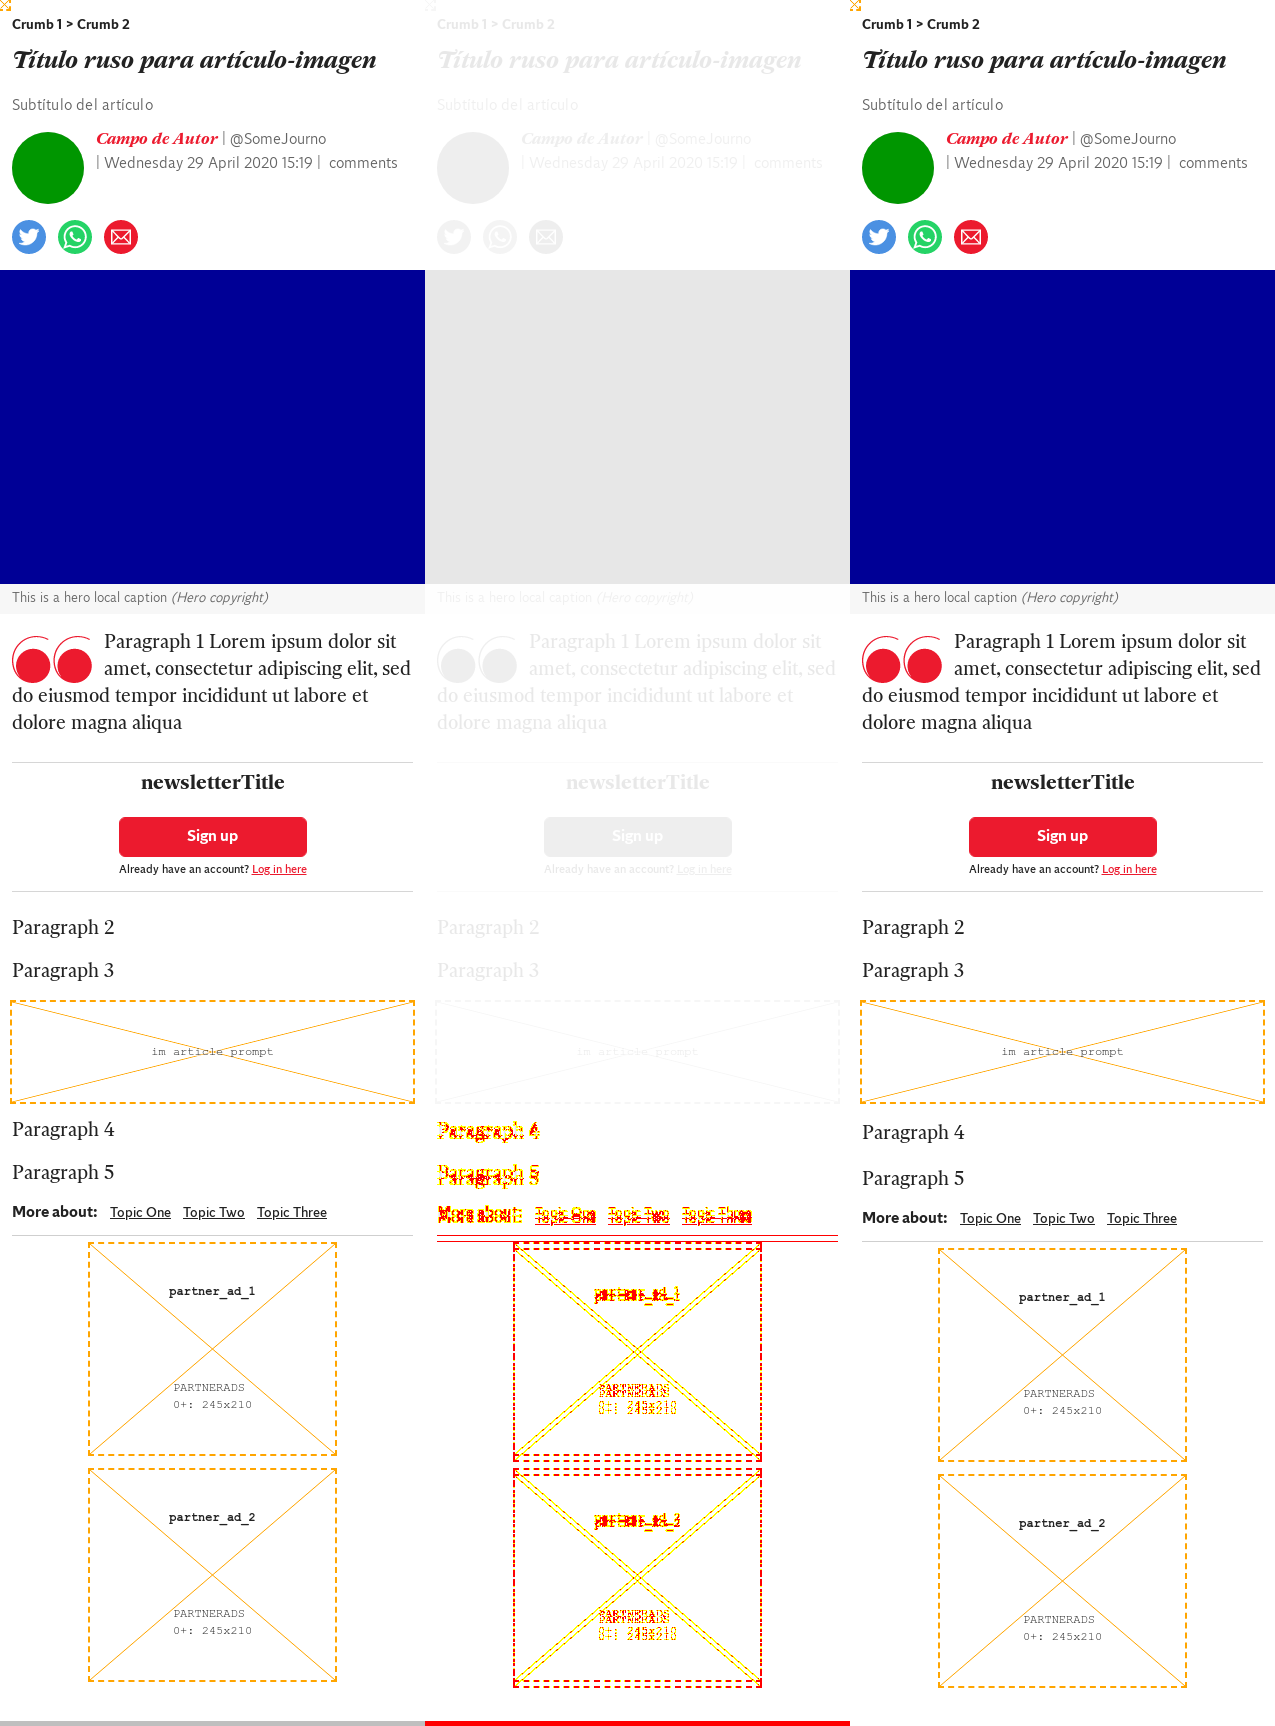 Crumb 1 > Crumb 2
Título ruso para artículo-imagen
Subtítulo del artículo
Campo de Autor | @SomeJourno
| Wednesday 29 April 2020 15:19 | comments
This is a hero local caption (Hero copyright)
Paragraph 1 Lorem ipsum dolor sit
amet, consectetur adipiscing elit, sed
do eiusmod tempor incididunt ut labore et
dolore magna aliqua
newsletterTitle
Sign up
Already have an account? Log in here
Paragraph 2
Paragraph 3
im article prompt
Paragraph 4
Paragraph 5
More about: Topic One Topic Two Topic Three
partner_ad_1
PARTNERADS
0+: 245x210
partner_ad_2
PARTNERADS
0+: 245x210
Crumb 1 > Crumb 2
Título ruso para artículo-imagen
Subtítulo del artículo
Campo de Autor | @SomeJourno
| Wednesday 29 April 2020 15:19 | comments
This is a hero local caption (Hero copyright)
Paragraph 1 Lorem ipsum dolor sit
amet, consectetur adipiscing elit, sed
do eiusmod tempor incididunt ut labore et
dolore magna aliqua
newsletterTitle
Sign up
Already have an account? Log in here
Paragraph 2
Paragraph 3
im article prompt
Paragraph 4
Paragraph 5
More about: Topic One Topic Two Topic Three
partner_ad_1
PARTNERADS
0+: 245x210
partner_ad_2
PARTNERADS
0+: 245x210
Crumb 1 > Crumb 2
Título ruso para artículo-imagen
Subtítulo del artículo
Campo de Autor | @SomeJourno
| Wednesday 29 April 2020 15:19 | comments
This is a hero local caption (Hero copyright)
Paragraph 1 Lorem ipsum dolor sit
amet, consectetur adipiscing elit, sed
do eiusmod tempor incididunt ut labore et
dolore magna aliqua
newsletterTitle
Sign up
Already have an account? Log in here
Paragraph 2
Paragraph 3
im article prompt
Paragraph 4
Paragraph 5
More about: Topic One Topic Two Topic Three
partner_ad_1
PARTNERADS
0+: 245x210
partner_ad_2
PARTNERADS
0+: 245x210